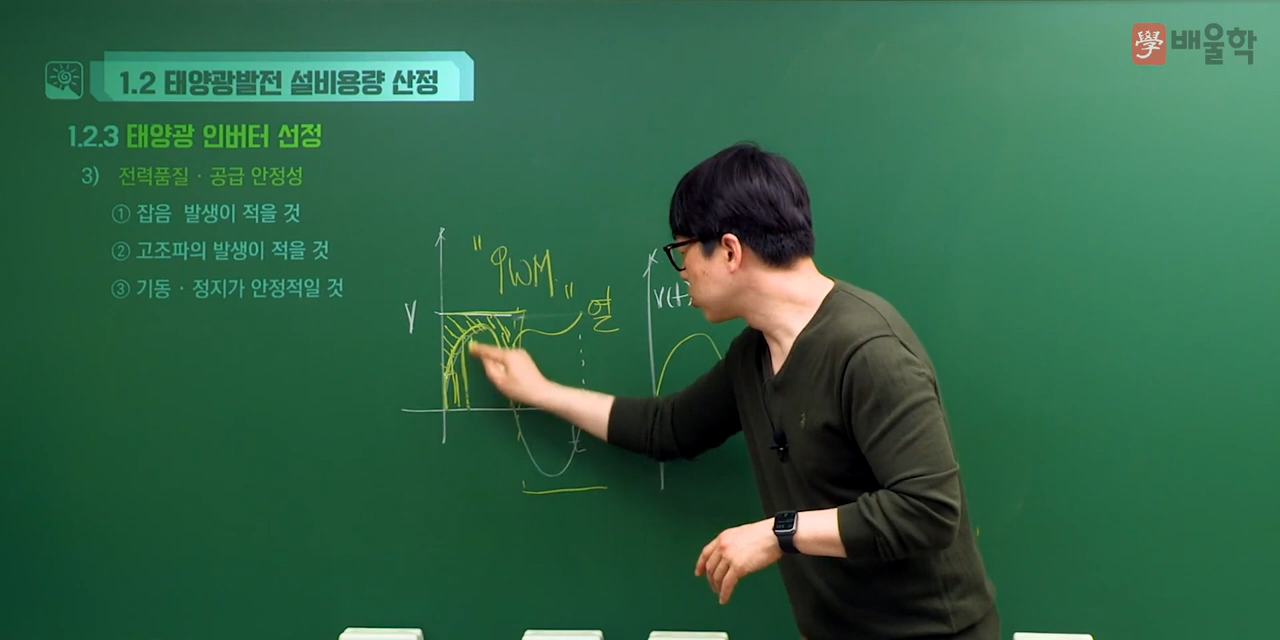 學 배울학
1.2 태양광발전 설비용량 산정
1.2.3 태양광 인버터 선정
3) 전력품질 · 공급 안정성
① 잡음 발생이 적을 것
② 고조파의 발생이 적을 것
③ 기동 · 정지가 안정적일 것
"PWM"
V
열
V(t)
t